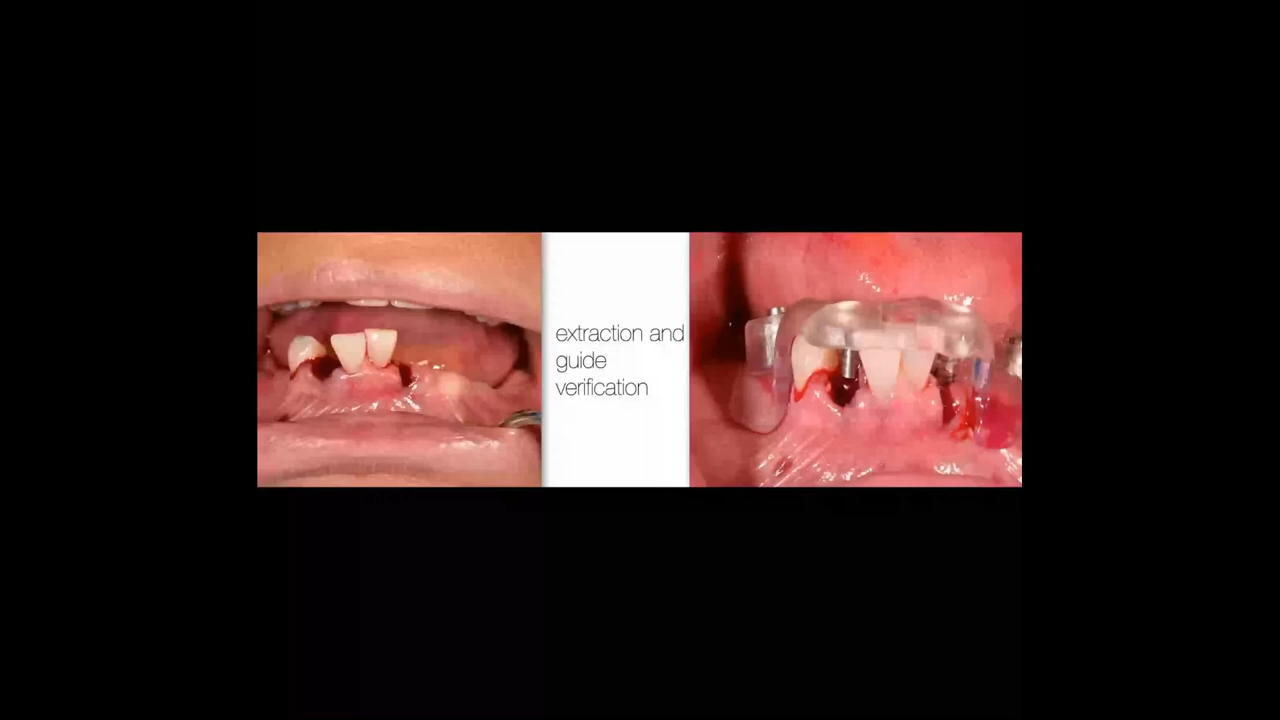 extraction and
guide
verification